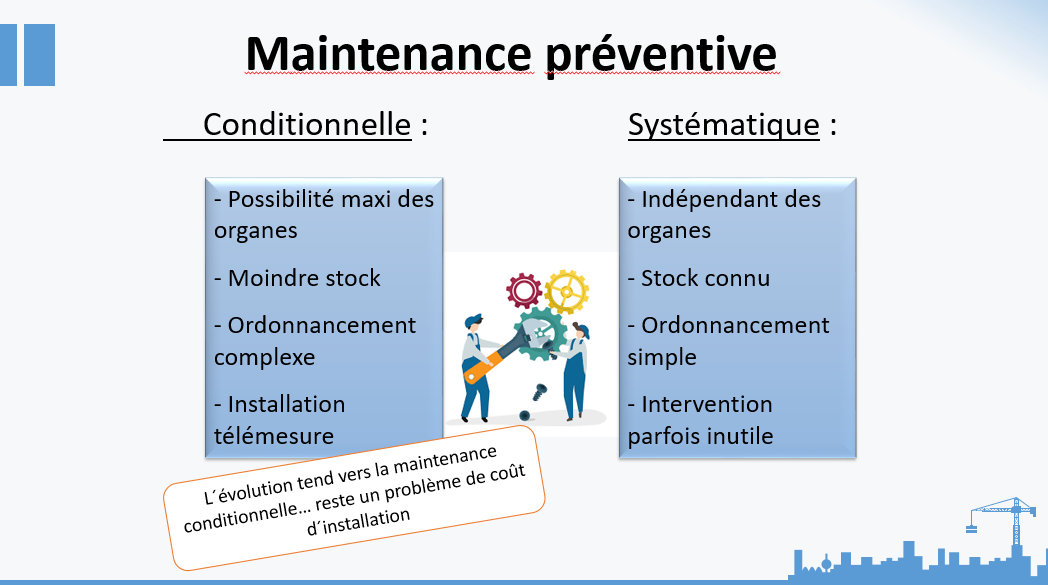 Maintenance préventive
Conditionnelle :
- Possibilité maxi des
organes
- Moindre stock
- Ordonnancement
complexe
- Installation
télémesure
Systématique :
- Indépendant des
organes
- Stock connu
- Ordonnancement
simple
- Intervention
parfois inutile
L´évolution tend vers la maintenance
conditionnelle... reste un problème de coût
d´installation